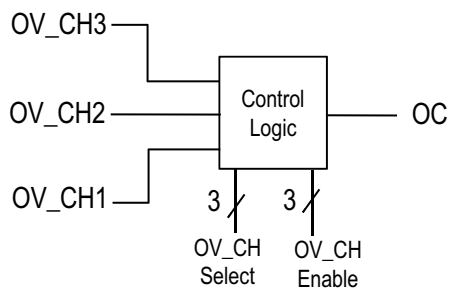 OV_CH3
OV_CH2
OV_CH1
Control
Logic
OC
3
3
OV_CH
Select
OV_CH
Enable